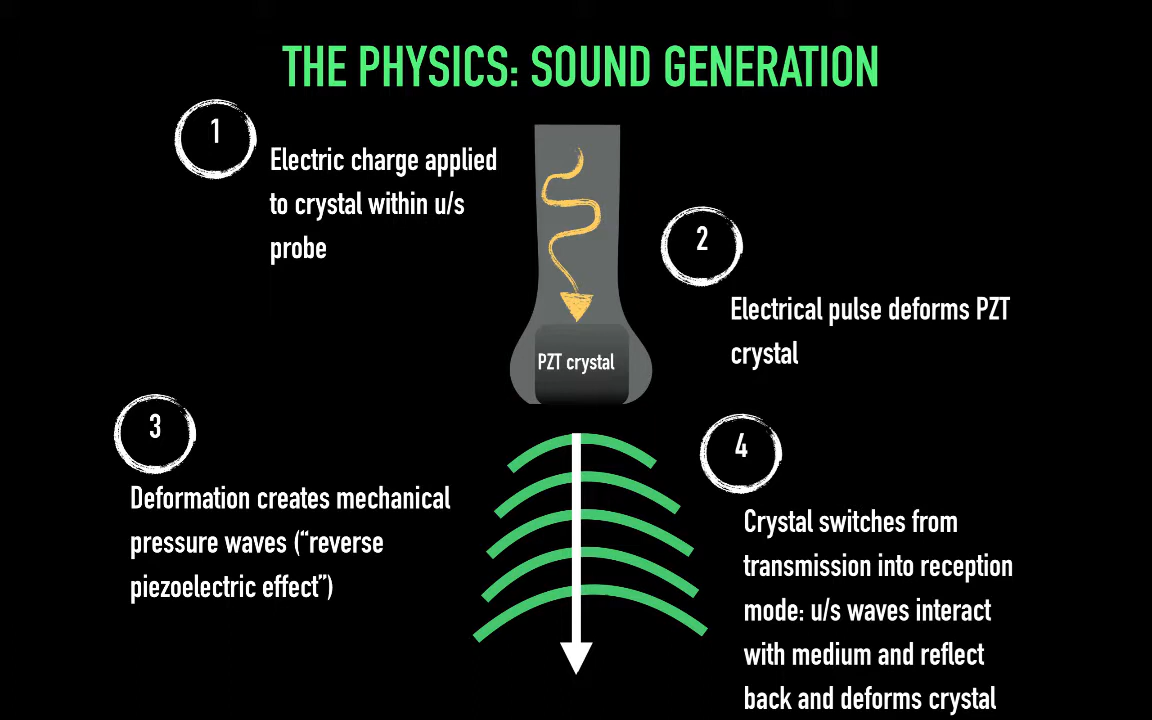 THE PHYSICS: SOUND GENERATION
1
Electric charge applied
to crystal within u/s
probe
2
Electrical pulse deforms PZT
crystal
PZT crystal
3
Deformation creates mechanical
pressure waves (“reverse
piezoelectric effect”)
4
Crystal switches from
transmission into reception
mode: u/s waves interact
with medium and reflect
back and deforms crystal